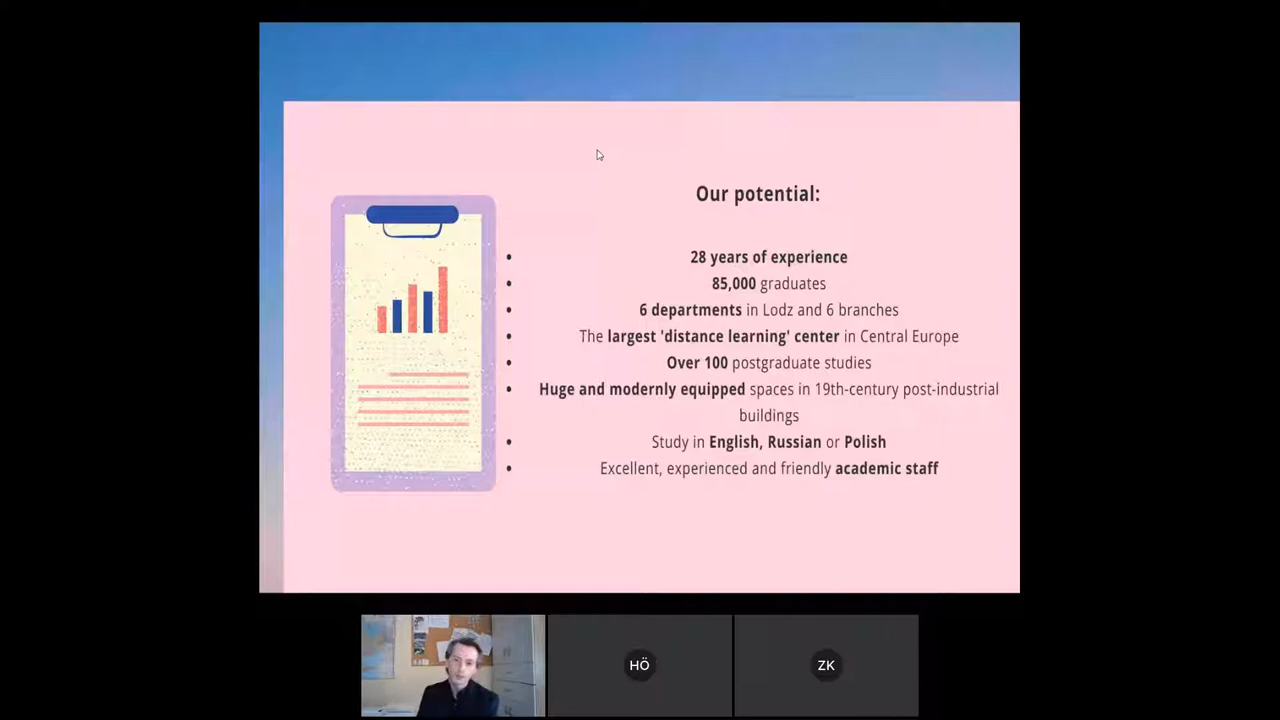 Our potential:
28 years of experience
85,000 graduates
6 departments in Lodz and 6 branches
The largest 'distance learning' center in Central Europe
Over 100 postgraduate studies
Huge and modernly equipped spaces in 19th-century post-industrial
buildings
Study in English, Russian or Polish
Excellent, experienced and friendly academic staff
HÖ
ZK